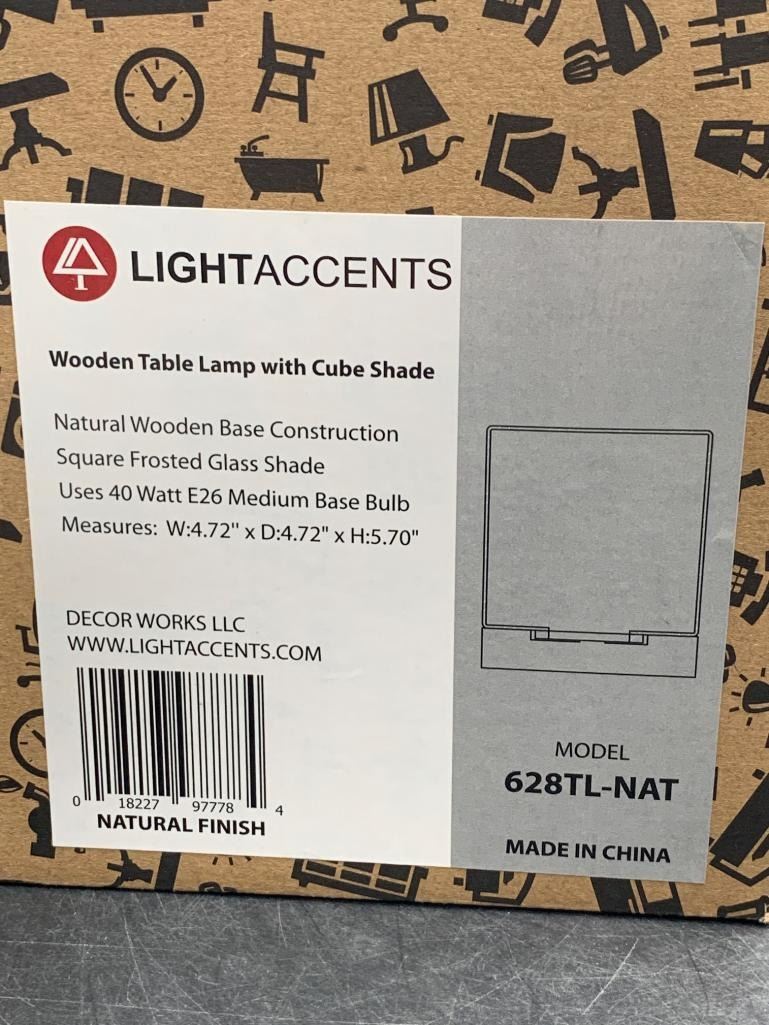 LIGHTACCENTS
Wooden Table Lamp with Cube Shade
Natural Wooden Base Construction
Square Frosted Glass Shade
Uses 40 Watt E26 Medium Base Bulb
Measures: W:4.72" x D:4.72" x H:5.70"
DECOR WORKS LLC
WWW.LIGHTACCENTS.COM
0 18227 97778 4
NATURAL FINISH
MODEL
628TL-NAT
MADE IN CHINA